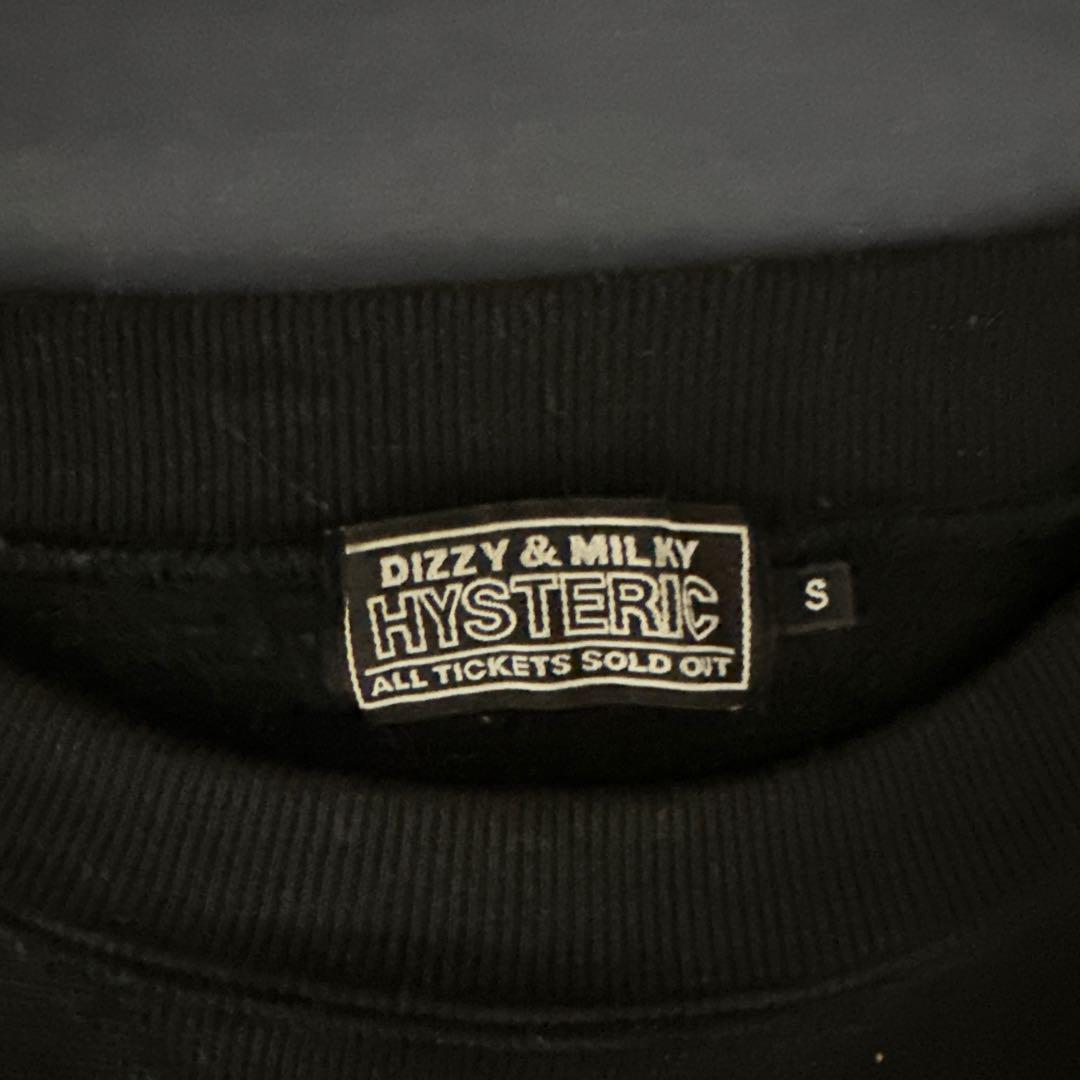 DIZZY & MILKY
HYSTERIC
ALL TICKETS SOLD OUT
S